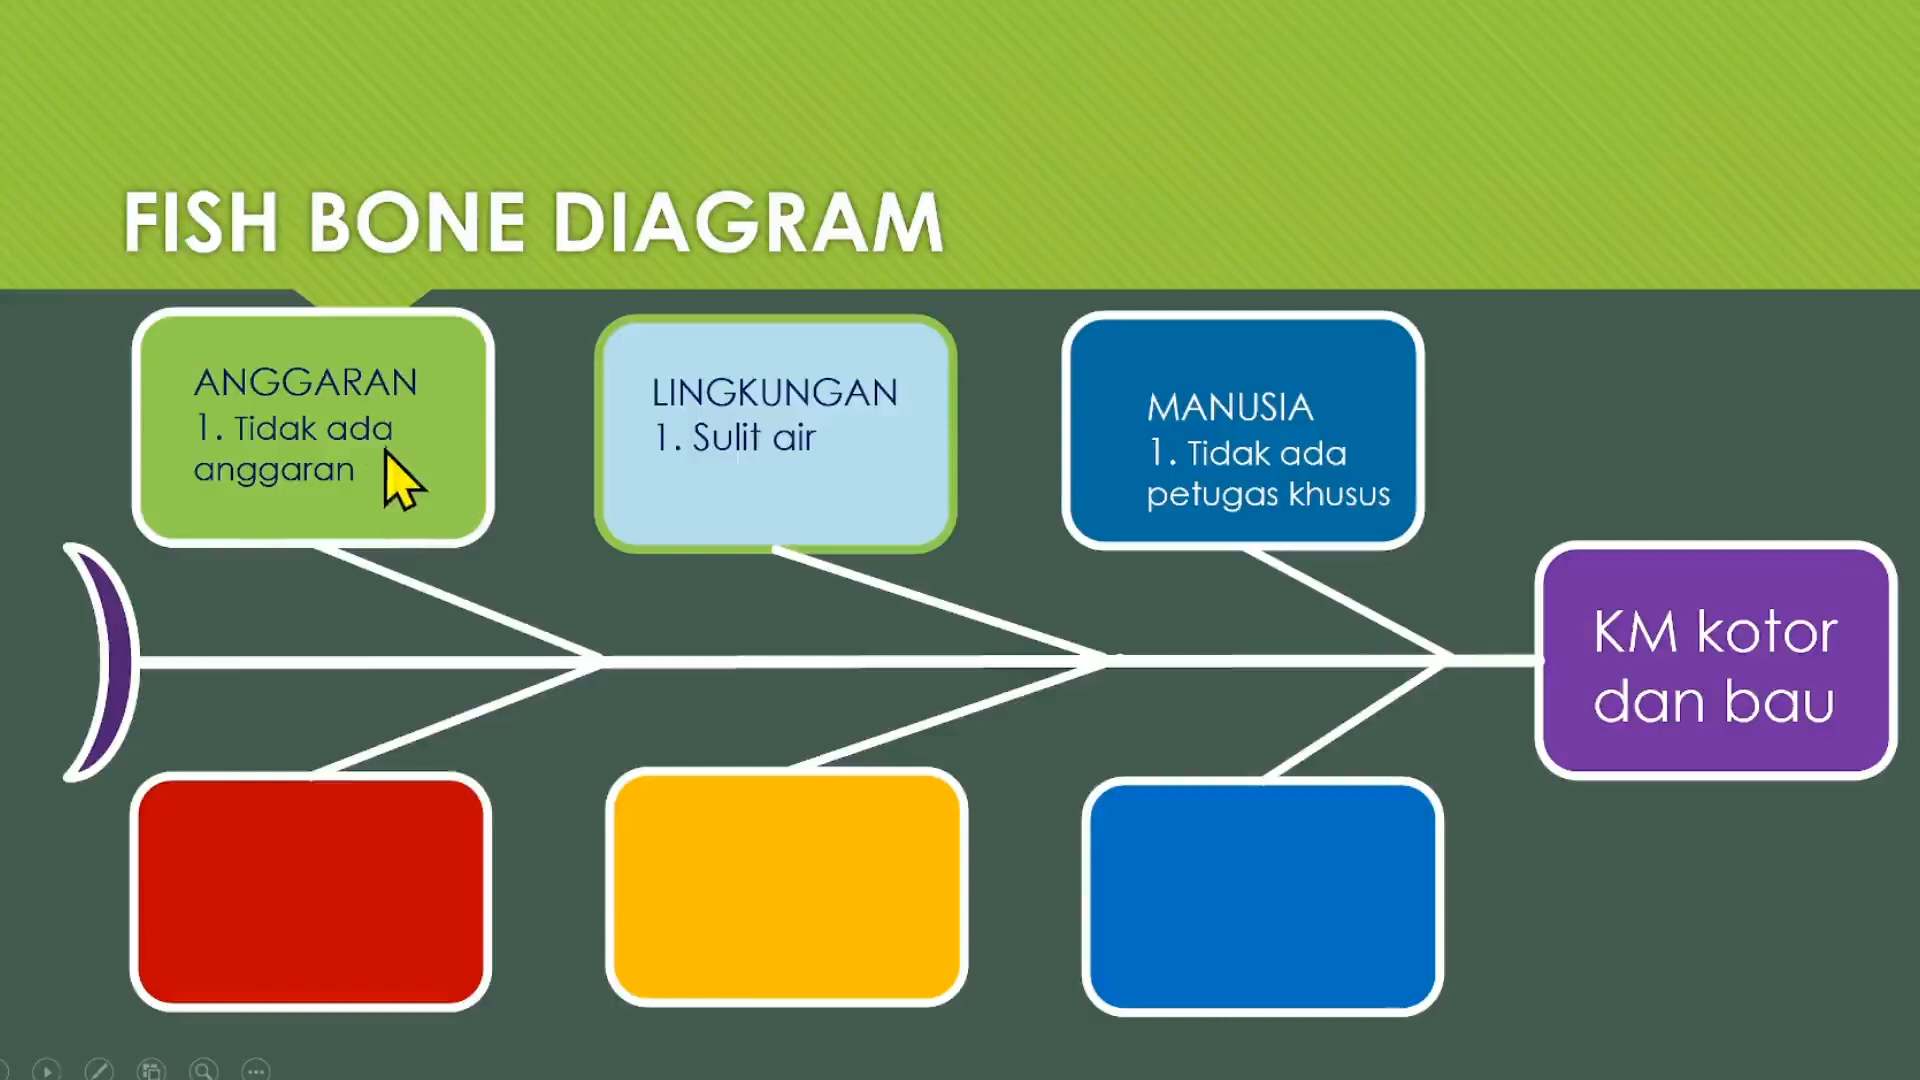 FISH BONE DIAGRAM
ANGGARAN
1. Tidak ada
anggaran
LINGKUNGAN
1. Sulit air
MANUSIA
1. Tidak ada
petugas khusus
KM kotor
dan bau